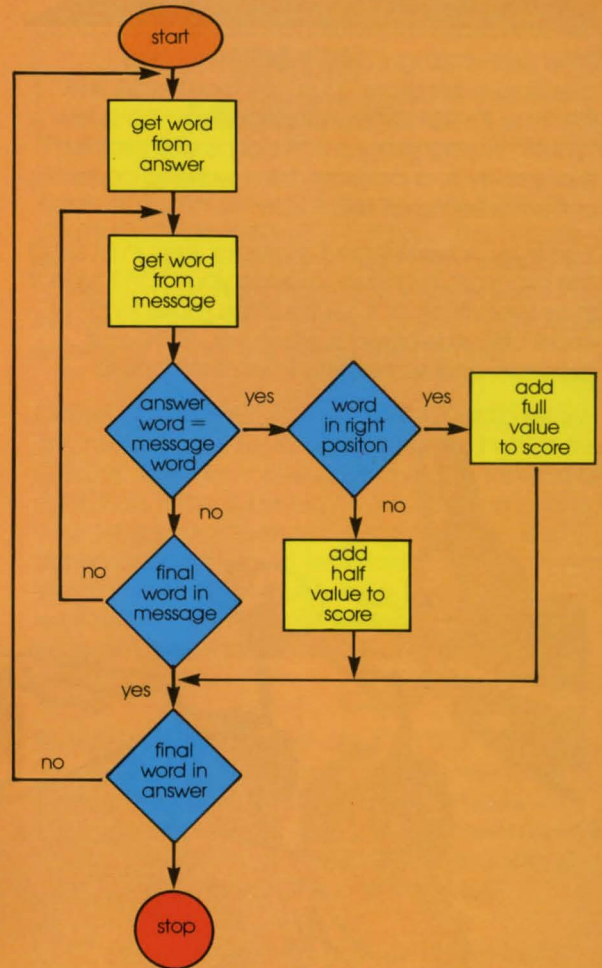 start
get word
from
answer
get word
from
message
answer
word =
message
word
yes
word
in right
positon
yes
add
full
value
to score
no
no
add
half
value to
score
no
final
word in
message
yes
no
final
word in
answer
stop